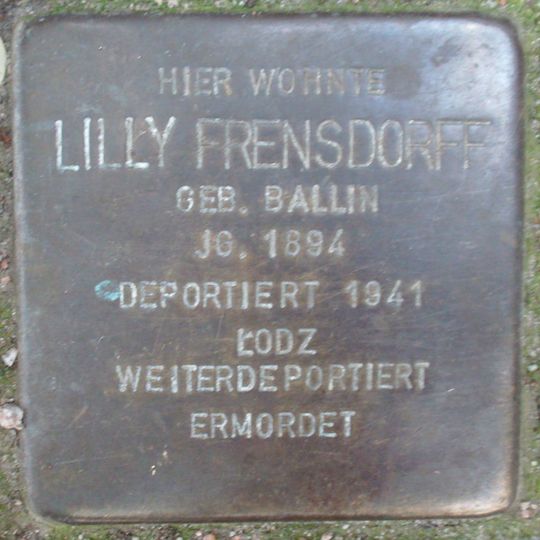 HIER WOHNTE
LILLY FRENSDORFF
GEB. BALLIN
JG. 1894
DEPORTIERT 1941
ŁODZ
WEITERDEPORTIERT
ERMORDET